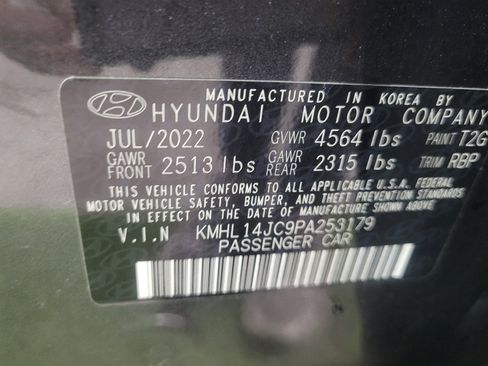 MANUFACTURED IN KOREA BY
HYUNDAI MOTOR COMPANY
JUL/2022 GVWR 4564 lbs PAINT T2G
GAWR FRONT 2513 lbs GAWR REAR 2315 lbs TRIM RBP
THIS VEHICLE CONFORMS TO ALL APPLICABLE U.S.A. FEDERAL
MOTOR VEHICLE SAFETY, BUMPER, AND THEFT PREVENTION STANDARDS
IN EFFECT ON THE DATE OF MANUFACTURE SHOWN ABOVE.
V.I.N KMHL14JC9PA253179
PASSENGER CAR